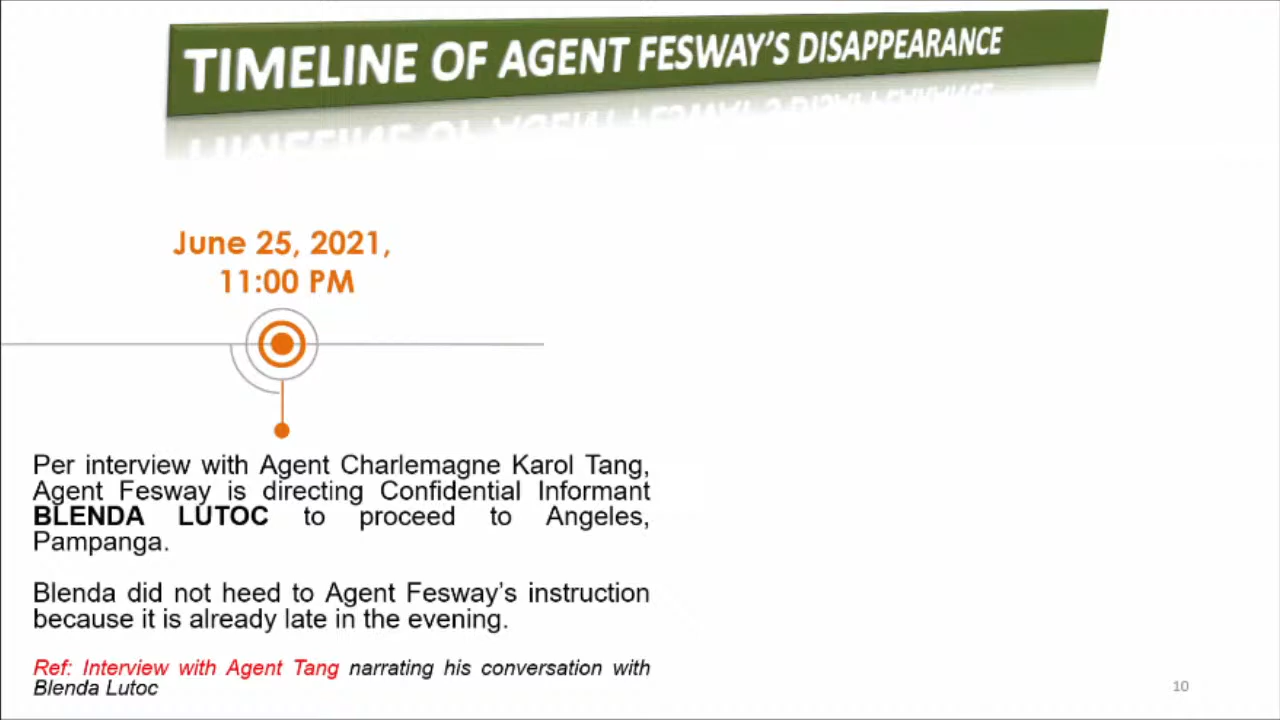 TIMELINE OF AGENT FESWAY'S DISAPPEARANCE
June 25, 2021,
11:00 PM
Per interview with Agent Charlemagne Karol Tang,
Agent Fesway is directing Confidential Informant
BLENDA LUTOC to proceed to Angeles,
Pampanga.
Blenda did not heed to Agent Fesway's instruction
because it is already late in the evening.
Ref: Interview with Agent Tang narrating his conversation with
Blenda Lutoc
10